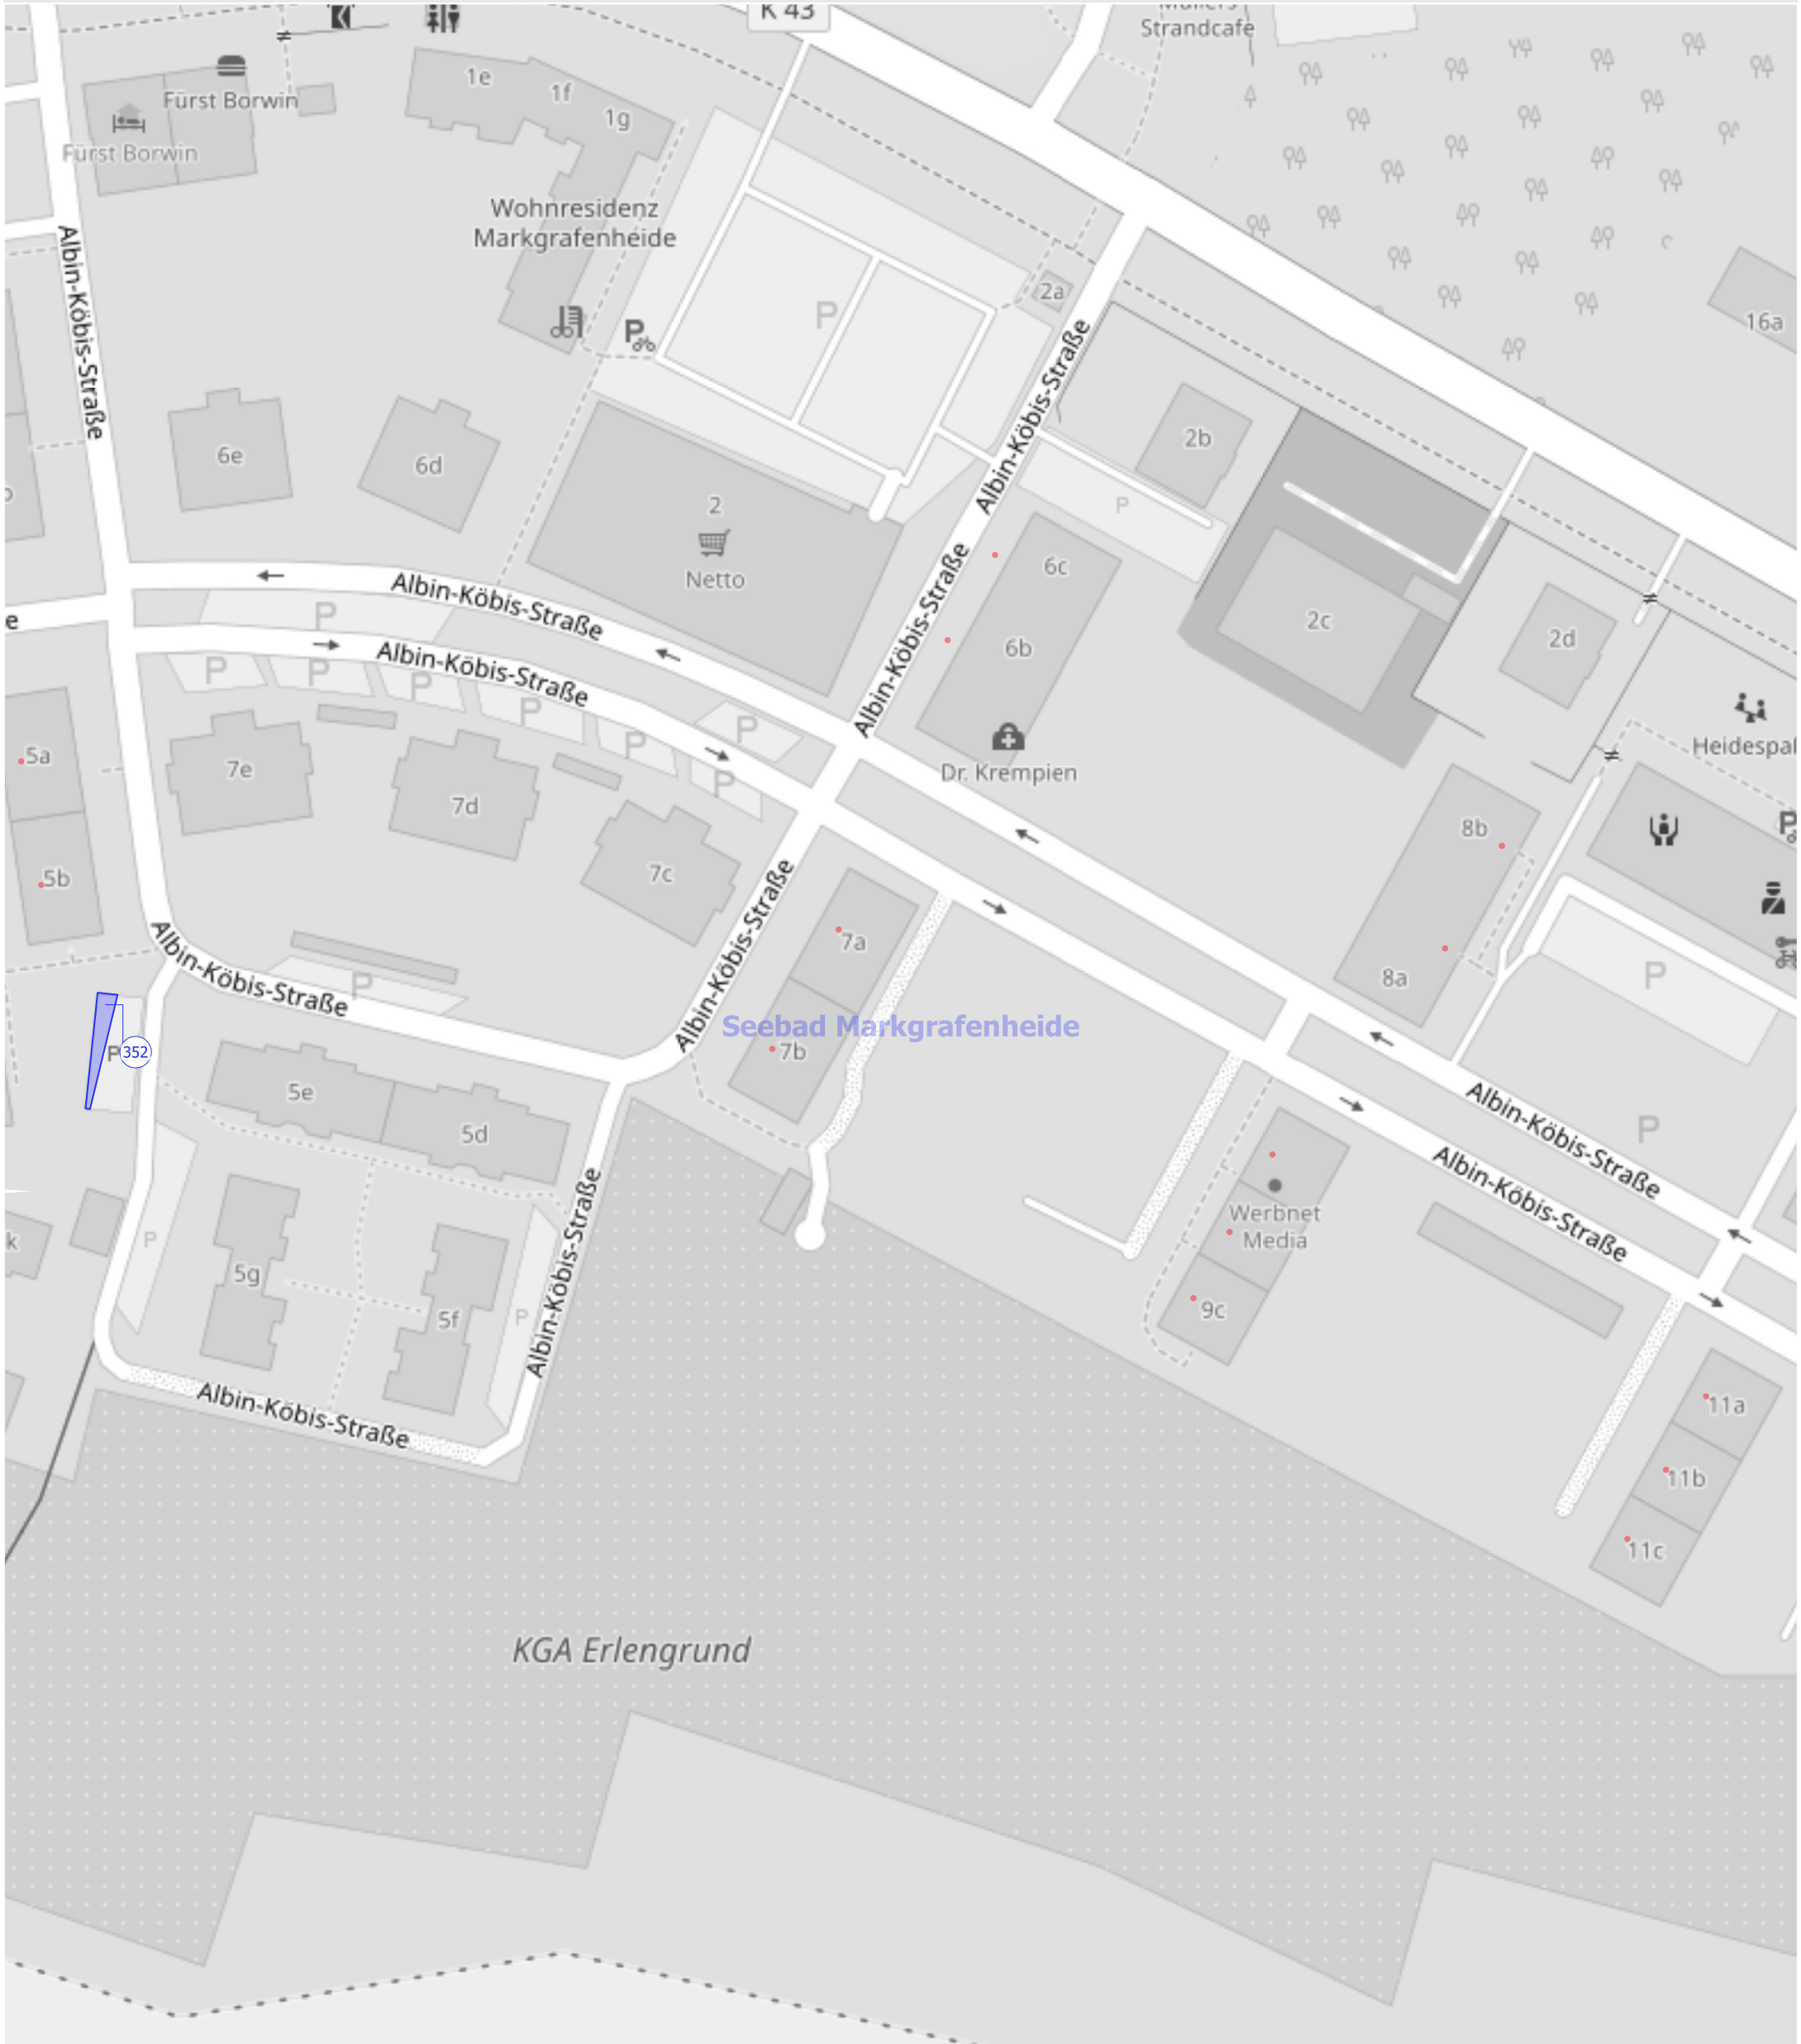 K 43
Strandcafe
1e
1f
1g
Fürst Borwin
Fürst Borwin
Wohnresidenz
Markgrafenheide
Albin-Köbis-Straße
P
P
2a
16a
Albin-Köbis-Straße
6e
6d
2b
2
Netto
P
6c
Albin-Köbis-Straße
2c
2d
6b
e
P
Albin-Köbis-Straße
Albin-Köbis-Straße
P
P
P
P
P
P
P
5a
7e
7d
7c
Dr. Krempien
8b
5b
Albin-Köbis-Straße
7a
8a
P
P
Albin-Köbis-Straße
P
Seebad Markgrafenheide
7b
P
352
5e
5d
Albin-Köbis-Straße
Albin-Köbis-Straße
P
k
P
5g
5f
P
Albin-Köbis-Straße
Albin-Köbis-Straße
Werbnet
Media
9c
11a
11b
11c
KGA Erlengrund